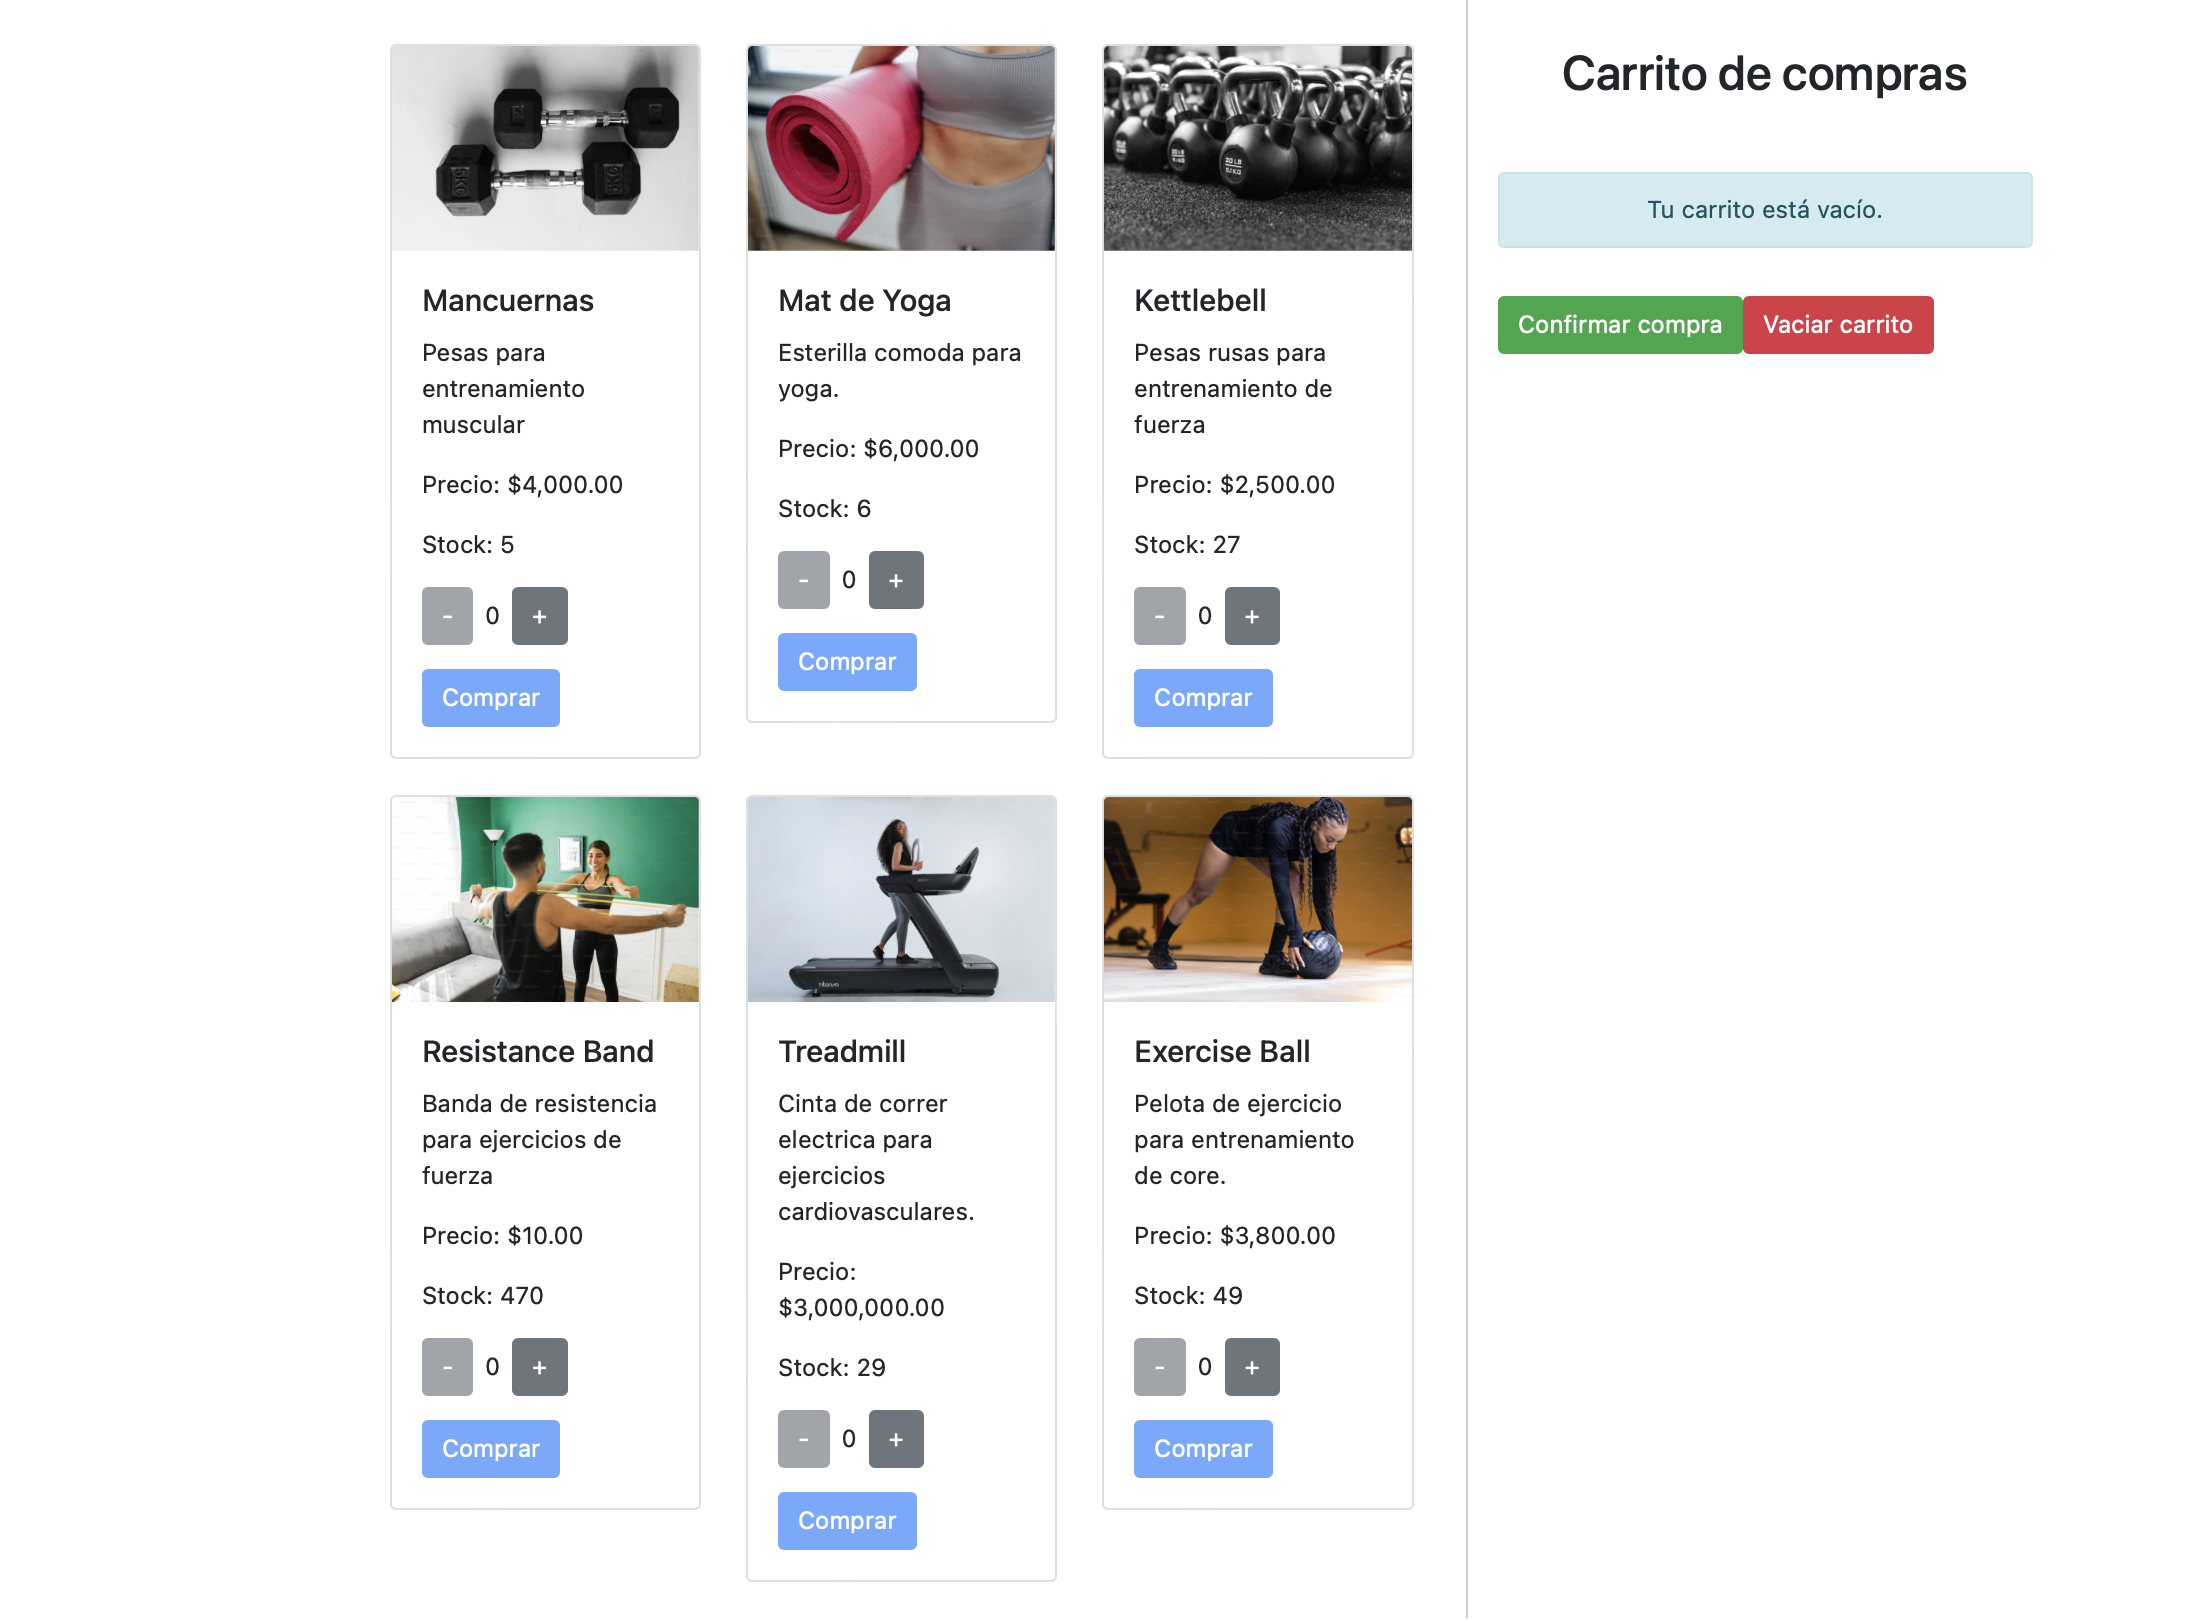 Mancuernas
Pesas para
entrenamiento
muscular
Precio: $4,000.00
Stock: 5
- 0 +
Comprar
Mat de Yoga
Esterilla comoda para
yoga.
Precio: $6,000.00
Stock: 6
- 0 +
Comprar
20 LB
9,1 KG
Kettlebell
Pesas rusas para
entrenamiento de
fuerza
Precio: $2,500.00
Stock: 27
- 0 +
Comprar
Resistance Band
Banda de resistencia
para ejercicios de
fuerza
Precio: $10.00
Stock: 470
- 0 +
Comprar
Treadmill
Cinta de correr
electrica para
ejercicios
cardiovasculares.
Precio:
$3,000,000.00
Stock: 29
- 0 +
Comprar
Exercise Ball
Pelota de ejercicio
para entrenamiento
de core.
Precio: $3,800.00
Stock: 49
- 0 +
Comprar
Carrito de compras
Tu carrito está vacío.
Confirmar compra
Vaciar carrito